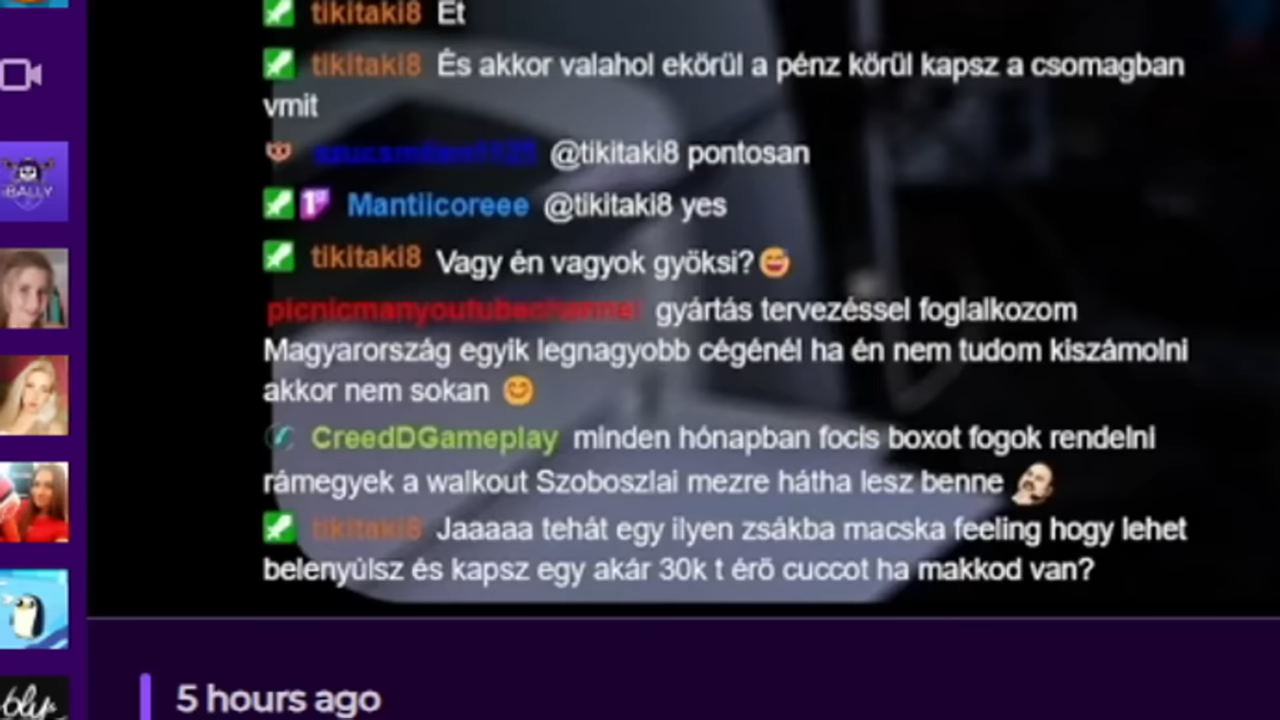 tikitaki8 Et
tikitaki8 És akkor valahol ekörül a pénz körül kapsz a csomagban
vmit
@tikitaki8 pontosan
Mantiicoreee @tikitaki8 yes
tikitaki8 Vagy én vagyok gyöksi?
picnicmanyoutubechannel gyártás tervezéssel foglalkozom
Magyarország egyik legnagyobb cégénél ha én nem tudom kiszámolni
akkor nem sokan
CreedDGameplay minden hónapban focis boxot fogok rendelni
rámegyek a walkout Szoboszlai mezre hátha lesz benne
tikitaki8 Jaaaaa tehát egy ilyen zsákba macska feeling hogy lehet
belenyúlsz és kapsz egy akár 30k t érő cuccot ha makkod van?
BALLY
5 hours ago